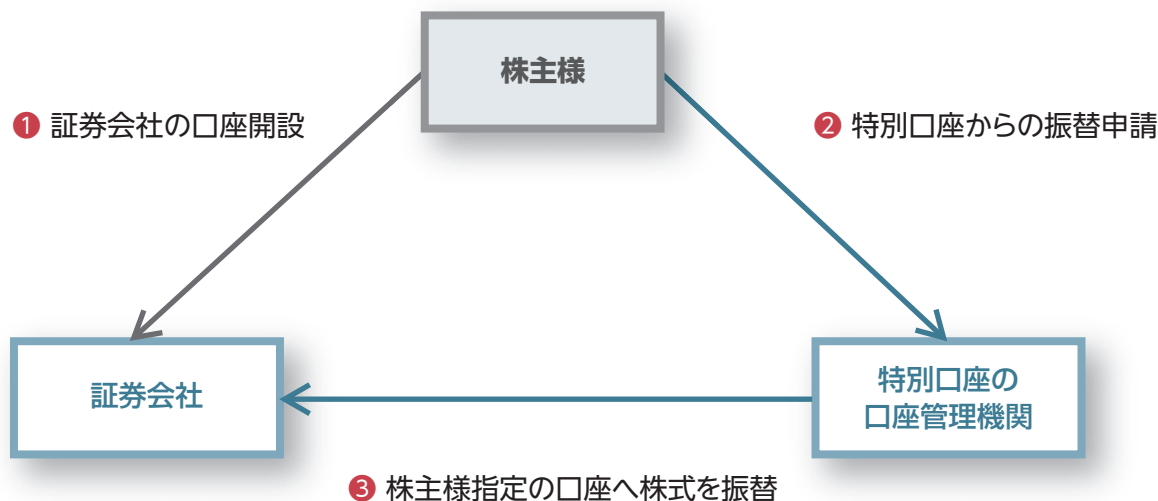 株主様
❶ 証券会社の口座開設
❷ 特別口座からの振替申請
証券会社
特別口座の
口座管理機関
❸ 株主様指定の口座へ株式を振替